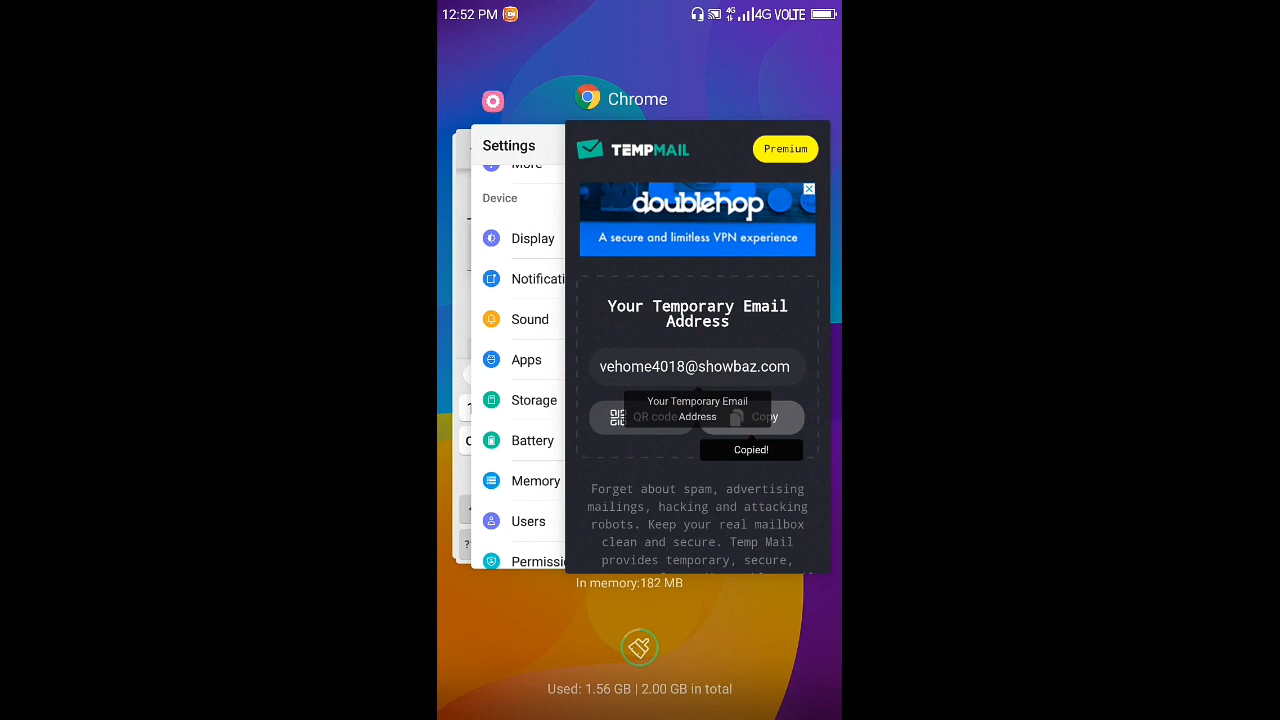 12:52 PM
4G 4G VOLTE
Chrome
Settings
More
Device
Display
Notificati
Sound
Apps
Storage
Battery
Memory
Users
Permissi
TEMPMAIL
Premium
doublehop
A secure and limitless VPN experience
Your Temporary Email
Address
vehome4018@showbaz.com
Your Temporary Email
Address
QR code
Copy
Copied!
Forget about spam, advertising
mailings, hacking and attacking
robots. Keep your real mailbox
clean and secure. Temp Mail
provides temporary, secure,
In memory:182 MB
Used: 1.56 GB | 2.00 GB in total